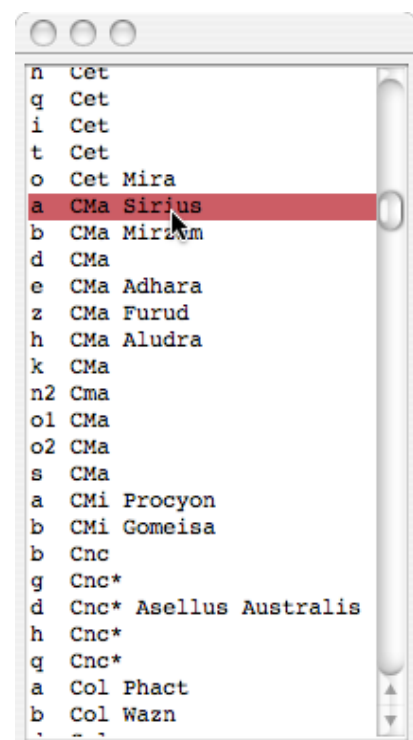 q  Cet
i  Cet
t  Cet
o  Cet Mira
a  CMa Sirius
b  CMa Mirzam
d  CMa
e  CMa Adhara
z  CMa Furud
h  CMa Aludra
k  CMa
n2 Cma
o1 CMa
o2 CMa
s  CMa
a  CMi Procyon
b  CMi Gomeisa
b  Cnc
g  Cnc*
d  Cnc* Asellus Australis
h  Cnc*
q  Cnc*
a  Col Phact
b  Col Wazn